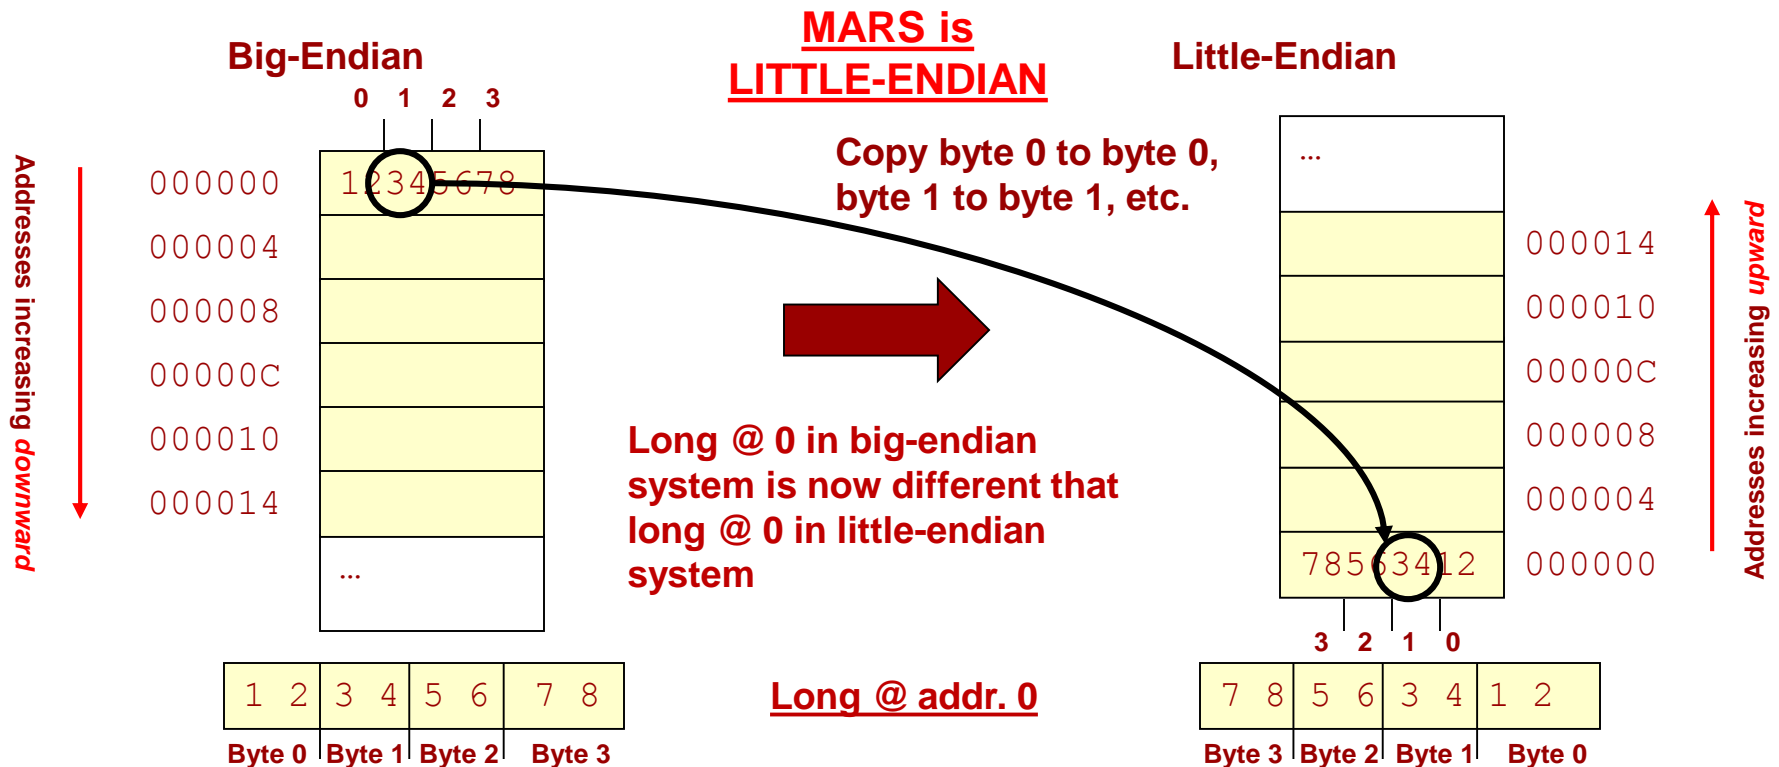 MARS is
LITTLE-ENDIAN
Big-Endian
0 1 2 3
Addresses increasing downward
000000 12345678
000004
000008
00000C
000010
000014
...
Copy byte 0 to byte 0,
byte 1 to byte 1, etc.
Long @ 0 in big-endian
system is now different that
long @ 0 in little-endian
system
Little-Endian
...
000014
000010
00000C
000008
000004
78563412 000000
3 2 1 0
Addresses increasing upward
1 2 3 4 5 6 7 8
Byte 0 Byte 1 Byte 2 Byte 3
Long @ addr. 0
7 8 5 6 3 4 1 2
Byte 3 Byte 2 Byte 1 Byte 0